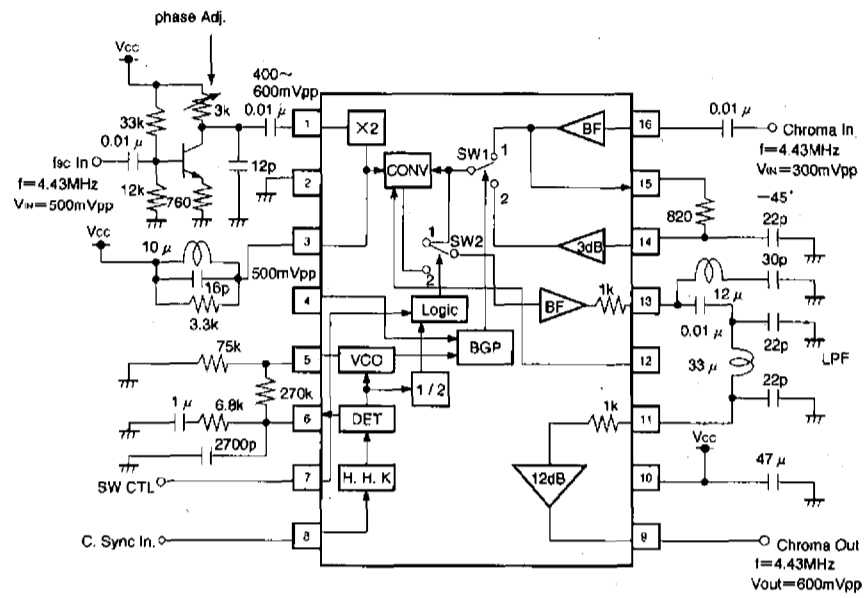 phase Adj.
Vcc
33k
3k
400~
600mVpp
0.01 μ
0.01 μ
fsc In
f=4.43MHz
VIN=500mVpp
12k
760
12p
Vcc
10 μ
16p
500mVpp
3.3k
75k
270k
1 μ
6.8k
2700p
SW CTL
C. Sync In.
1
2
3
4
5
6
7
8
×2
CONV
SW1
1
2
1
SW2
2
Logic
VCO
1/2
DET
H. H. K
BGP
BF
3dB
BF
1k
1k
12dB
16
15
14
13
12
11
10
9
0.01 μ
Chroma In
f=4.43MHz
VIN=300mVpp
−45°
820
22p
30p
12 μ
0.01 μ
22p
LPF
33 μ
22p
Vcc
47 μ
Chroma Out
f=4.43MHz
Vout=600mVpp